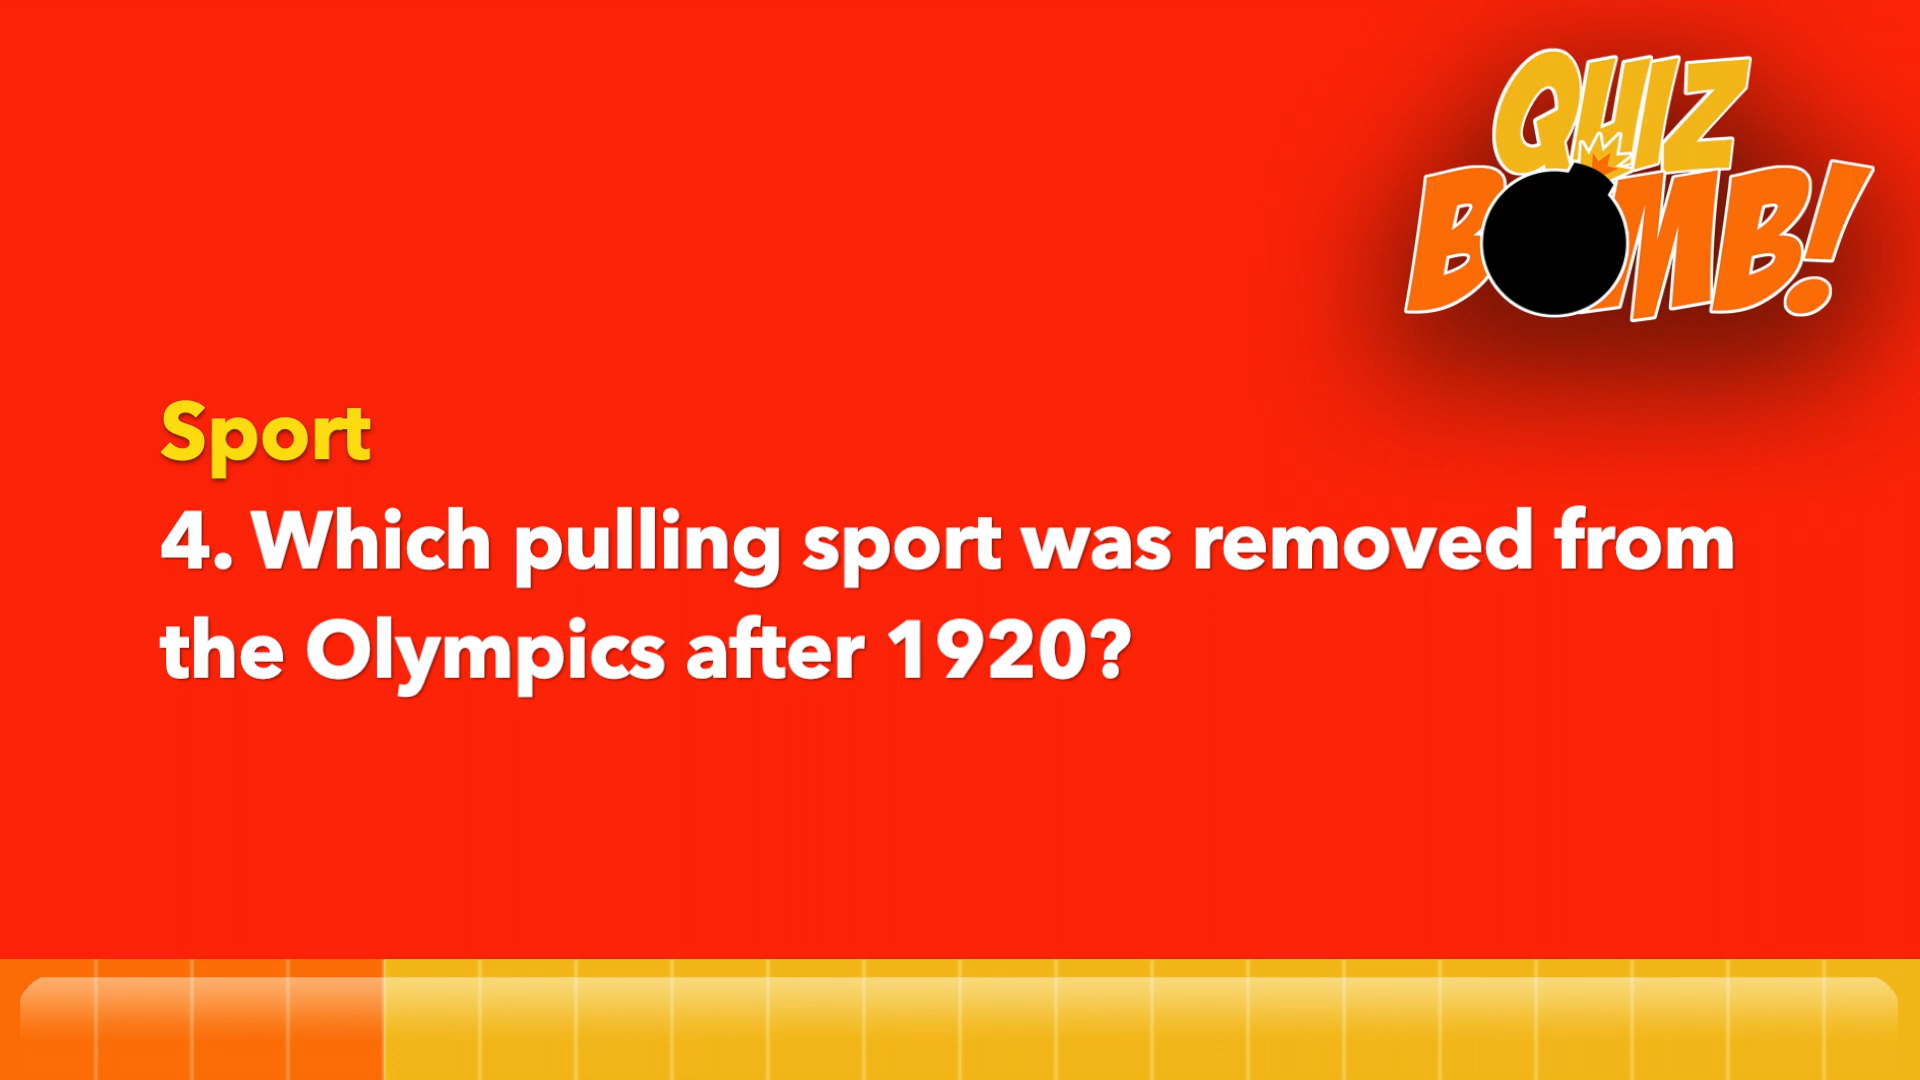 QUIZ
BOMB!
Sport
4. Which pulling sport was removed from
the Olympics after 1920?